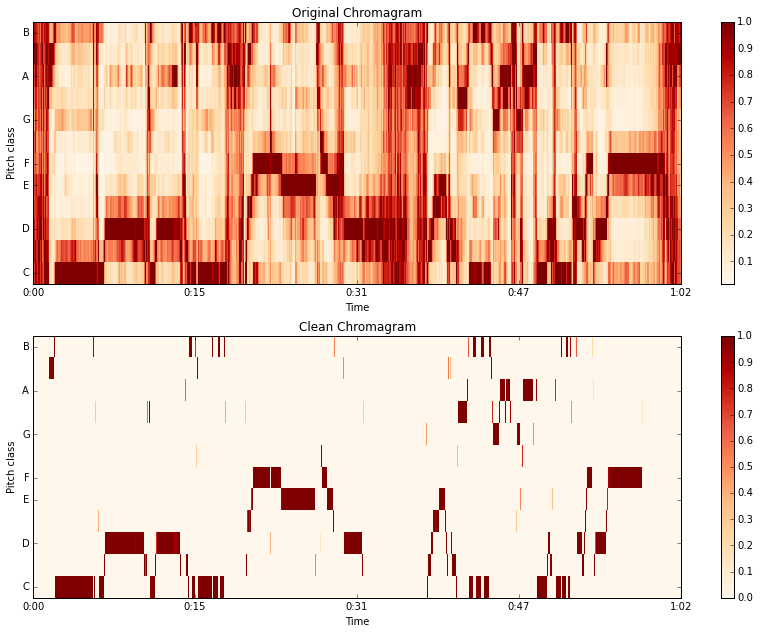 Original Chromagram
B
A
G
F
E
D
C
Pitch class
0:00
0:15
0:31
0:47
1:02
Time
1.0
0.9
0.8
0.7
0.6
0.5
0.4
0.3
0.2
0.1
Clean Chromagram
B
A
G
F
E
D
C
Pitch class
0:00
0:15
0:31
0:47
1:02
Time
1.0
0.9
0.8
0.7
0.6
0.5
0.4
0.3
0.2
0.1
0.0